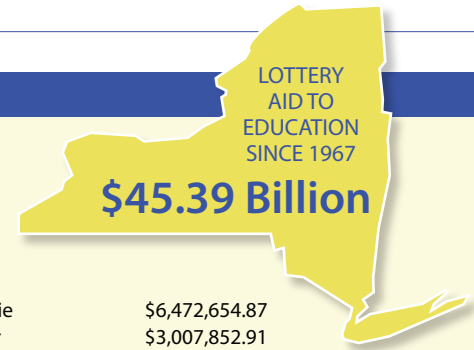 LOTTERY
AID TO
EDUCATION
SINCE 1967
$45.39 Billion
$6,472,654.87
$3,007,852.91